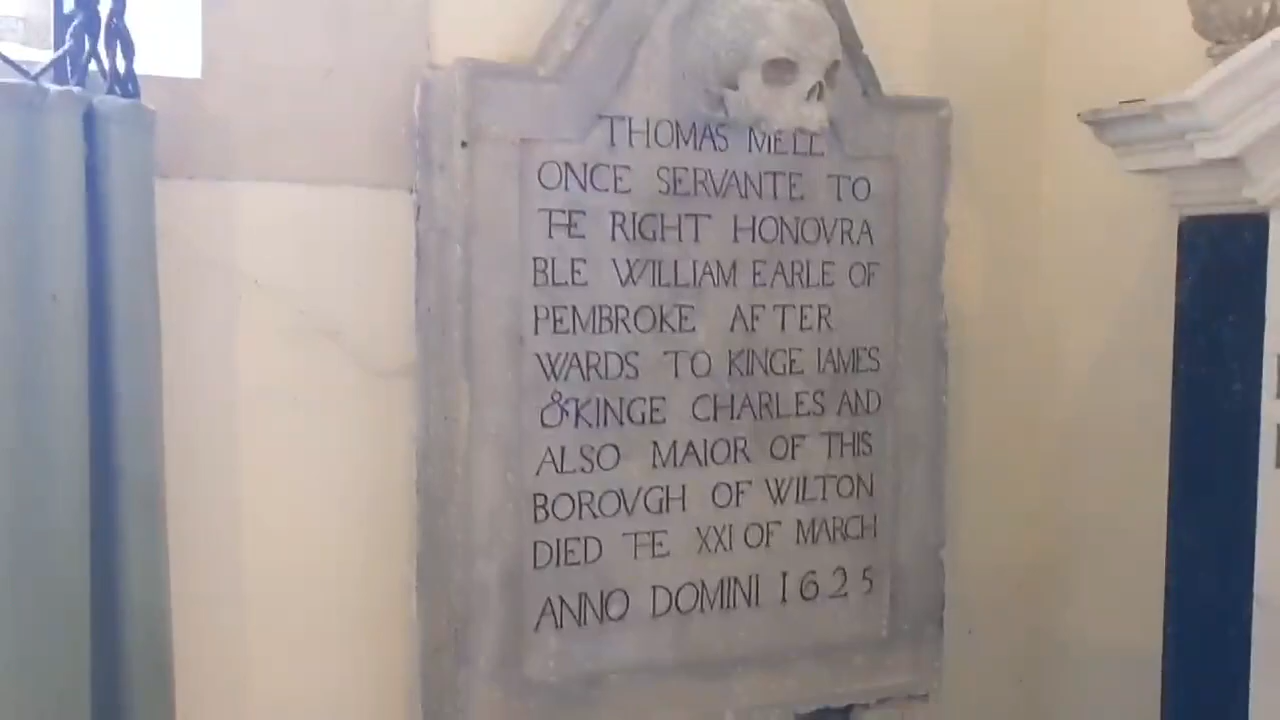 THOMAS MELL
ONCE SERVANTE TO
TE RIGHT HONOVRA
BLE WILLIAM EARLE OF
PEMBROKE AFTER
WARDS TO KINGE IAMES
& KINGE CHARLES AND
ALSO MAIOR OF THIS
BOROVGH OF WILTON
DIED TE XXI OF MARCH
ANNO DOMINI 1625